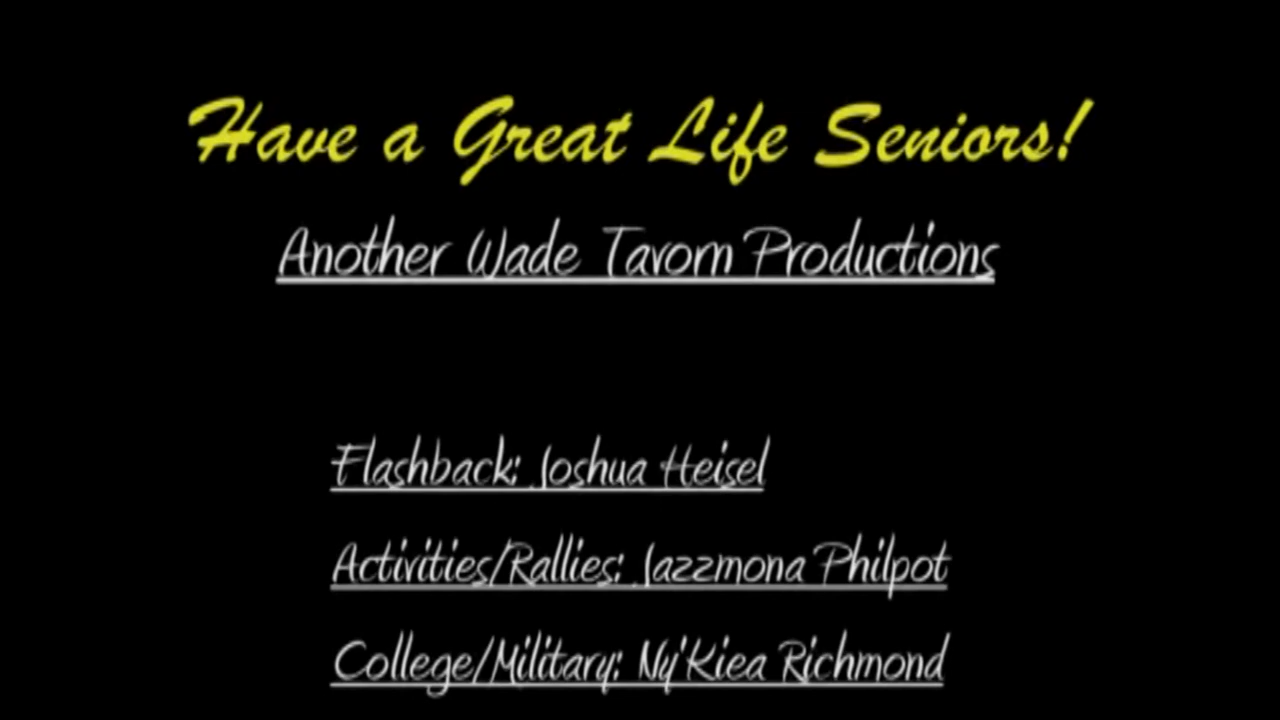 Have a Great Life Seniors!
Another Wade Tavorn Productions
Flashback: Joshua Heisel
Activities/Rallies: Jazzmona Philpot
College/Military: Ny'Kiea Richmond